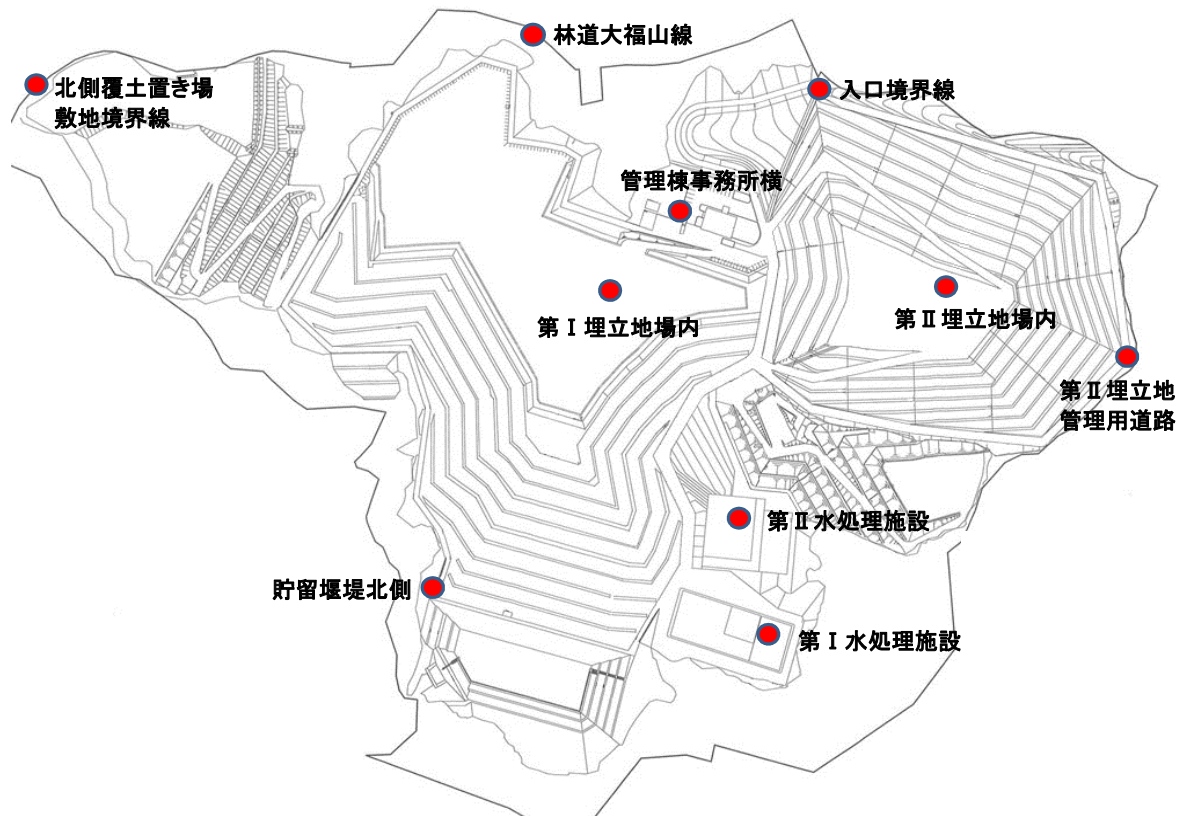 林道大福山線
北側覆土置き場
敷地境界線
入口境界線
管理棟事務所横
第Ⅰ埋立地場内
第Ⅱ埋立地場内
第Ⅱ埋立地
管理用道路
第Ⅱ水処理施設
貯留堰堤北側
第Ⅰ水処理施設